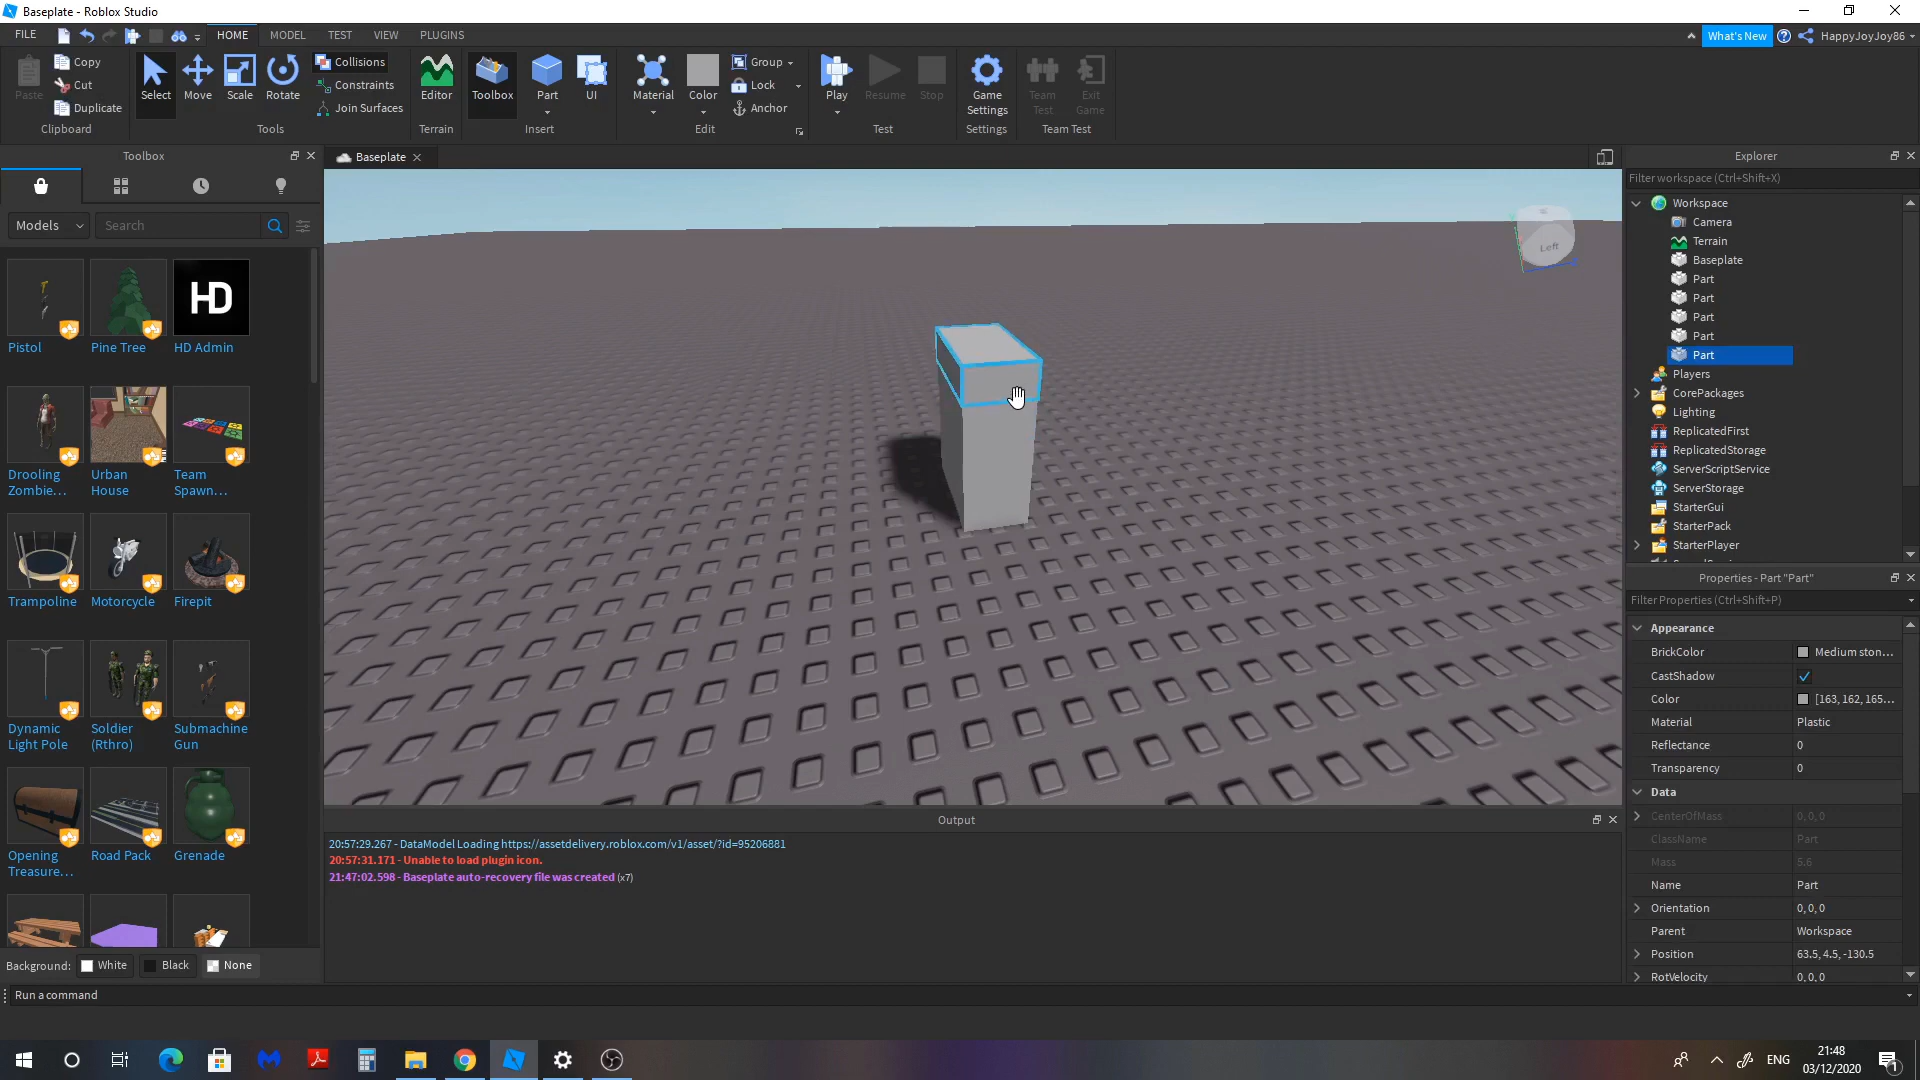 Baseplate - Roblox Studio
FILE
HOME
MODEL
TEST
VIEW
PLUGINS
What's New
HappyJoyJoy86
Paste
Copy
Cut
Duplicate
Clipboard
Select
Move
Scale
Rotate
Collisions
Constraints
Join Surfaces
Tools
Editor
Terrain
Toolbox
Part
UI
Insert
Material
Color
Group
Lock
Anchor
Edit
Play
Resume
Stop
Test
Game
Settings
Settings
Team
Test
Exit
Game
Team Test
Toolbox
Models
Search
HD
Pistol
Pine Tree
HD Admin
Drooling
Zombie...
Urban
House
Team
Spawn...
Trampoline
Motorcycle
Firepit
Dynamic
Light Pole
Soldier
(Rthro)
Submachine
Gun
Opening
Treasure...
Road Pack
Grenade
Background:
White
Black
None
Baseplate
Left
Output
20:57:29.267 - DataModel Loading https://assetdelivery.roblox.com/v1/asset/?id=95206881
20:57:31.171 - Unable to load plugin icon.
21:47:02.598 - Baseplate auto-recovery file was created (x7)
Explorer
Filter workspace (Ctrl+Shift+X)
Workspace
Camera
Terrain
Baseplate
Part
Part
Part
Part
Part
Players
CorePackages
Lighting
ReplicatedFirst
ReplicatedStorage
ServerScriptService
ServerStorage
StarterGui
StarterPack
StarterPlayer
Properties - Part "Part"
Filter Properties (Ctrl+Shift+P)
Appearance
BrickColor Medium ston...
CastShadow
Color [163, 162, 165...
Material Plastic
Reflectance 0
Transparency 0
Data
CenterOfMass 0, 0, 0
ClassName Part
Mass 5.6
Name Part
Orientation 0, 0, 0
Parent Workspace
Position 63.5, 4.5, -130.5
RotVelocity 0, 0, 0
Run a command
ENG
21:48
03/12/2020
1